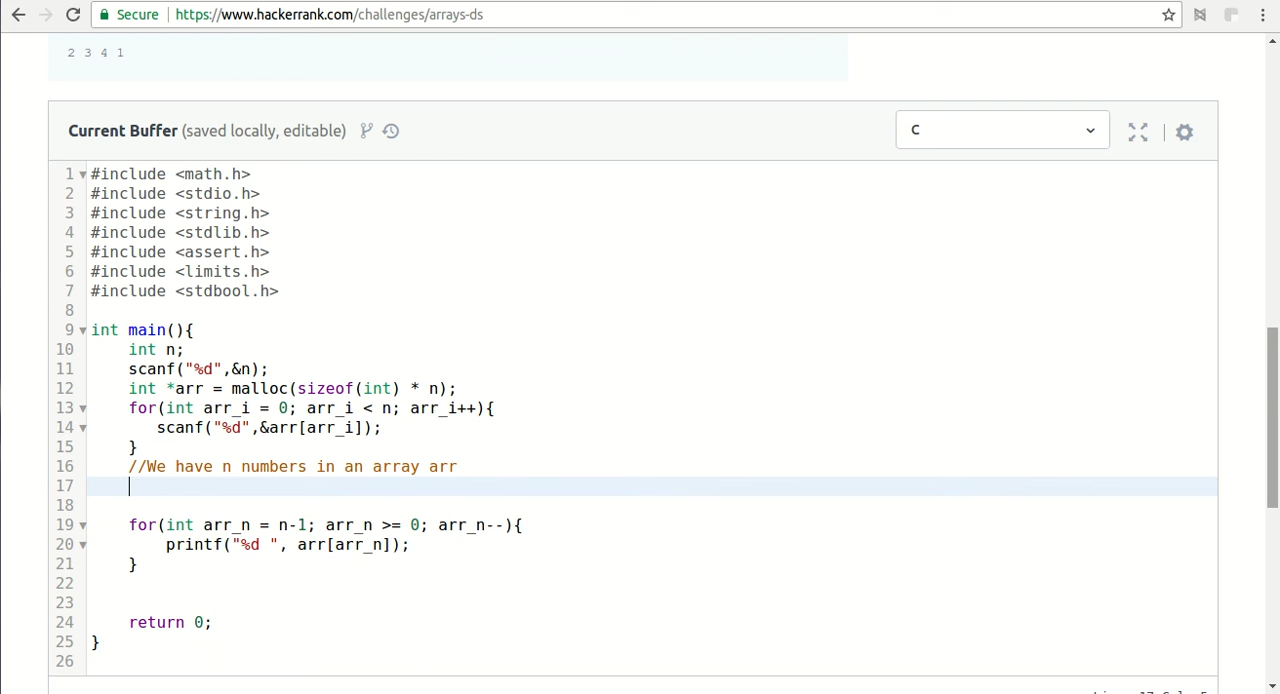 Secure | https://www.hackerrank.com/challenges/arrays-ds
2 3 4 1
Current Buffer (saved locally, editable)
C
1 #include <math.h>
2 #include <stdio.h>
3 #include <string.h>
4 #include <stdlib.h>
5 #include <assert.h>
6 #include <limits.h>
7 #include <stdbool.h>
8
9 int main(){
10 int n;
11 scanf("%d",&n);
12 int *arr = malloc(sizeof(int) * n);
13 for(int arr_i = 0; arr_i < n; arr_i++){
14 scanf("%d",&arr[arr_i]);
15 }
16 //We have n numbers in an array arr
17
18
19 for(int arr_n = n-1; arr_n >= 0; arr_n--){
20 printf("%d ", arr[arr_n]);
21 }
22
23
24 return 0;
25 }
26